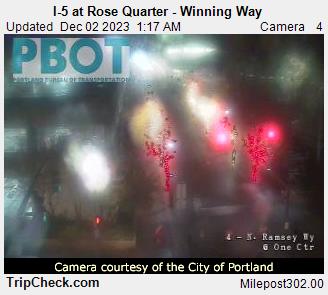 I-5 at Rose Quarter - Winning Way
Updated Dec 02 2023 1:17 AM Camera 4
PBOT
PORTLAND BUREAU OF TRANSPORTATION
4 - N. Ramsey Wy
@ One Ctr
Camera courtesy of the City of Portland
TripCheck.com Milepost302.00